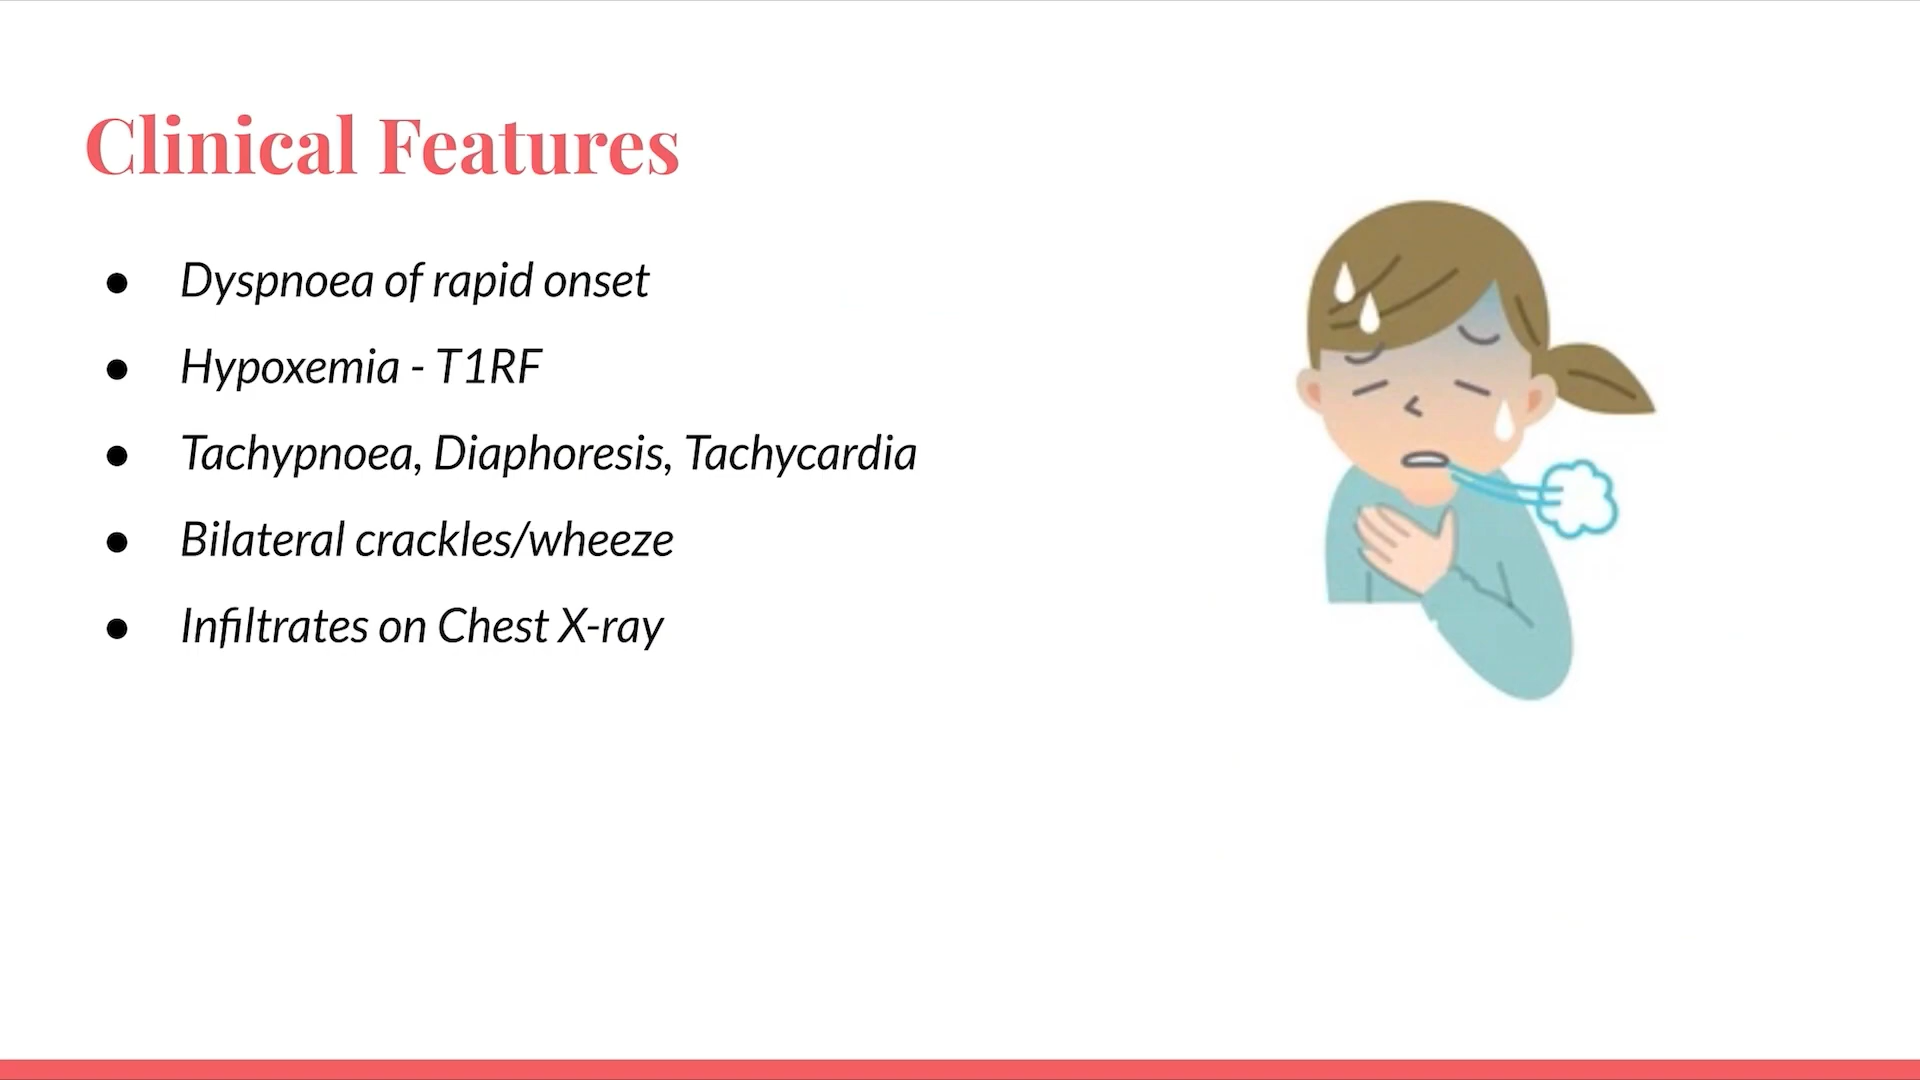 Clinical Features
● Dyspnoea of rapid onset
● Hypoxemia - T1RF
● Tachypnoea, Diaphoresis, Tachycardia
● Bilateral crackles/wheeze
● Infiltrates on Chest X-ray